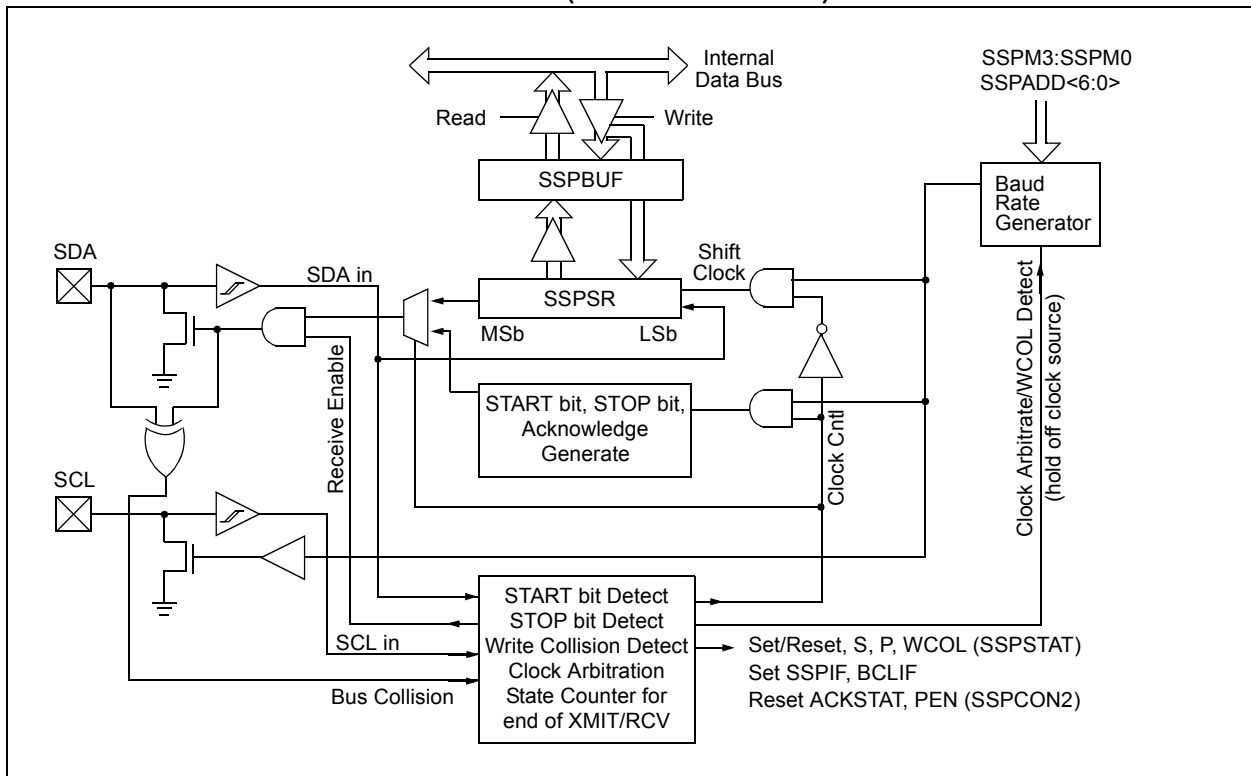 Internal
Data Bus
SSPM3:SSPM0
SSPADD<6:0>
Read
Write
SSPBUF
Baud
Rate
Generator
SDA
SDA in
Shift
Clock
SSPSR
MSb
LSb
START bit, STOP bit,
Acknowledge
Generate
Receive Enable
Clock Cntl
Clock Arbitrate/WCOL Detect
(hold off clock source)
SCL
SCL in
Bus Collision
START bit Detect
STOP bit Detect
Write Collision Detect
Clock Arbitration
State Counter for
end of XMIT/RCV
Set/Reset, S, P, WCOL (SSPSTAT)
Set SSPIF, BCLIF
Reset ACKSTAT, PEN (SSPCON2)